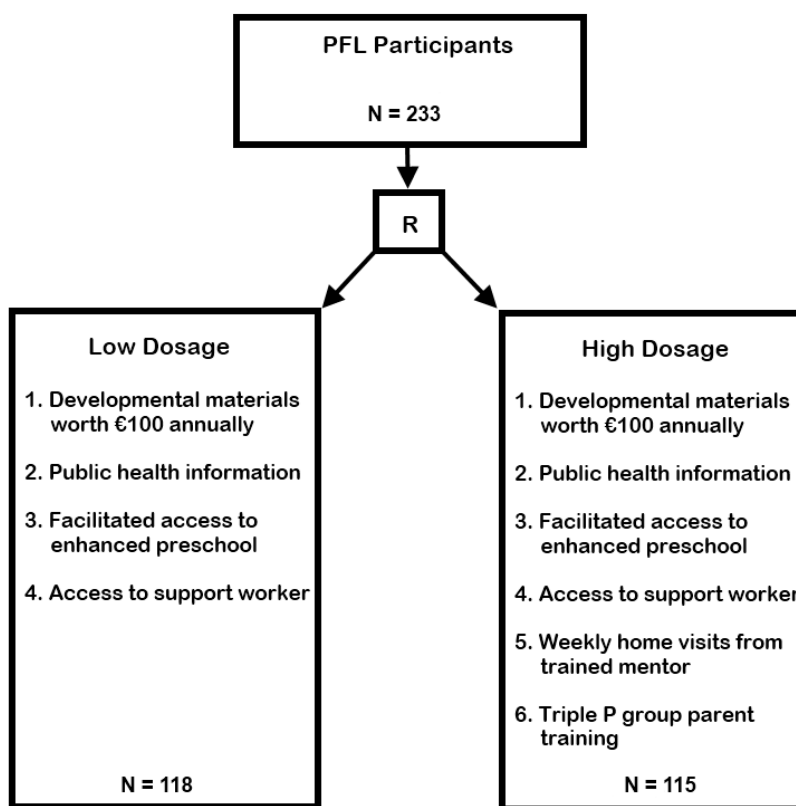 PFL Participants
N = 233
R
Low Dosage
1. Developmental materials
worth €100 annually
2. Public health information
3. Facilitated access to
enhanced preschool
4. Access to support worker
N = 118
High Dosage
1. Developmental materials
worth €100 annually
2. Public health information
3. Facilitated access to
enhanced preschool
4. Access to support worker
5. Weekly home visits from
trained mentor
6. Triple P group parent
training
N = 115